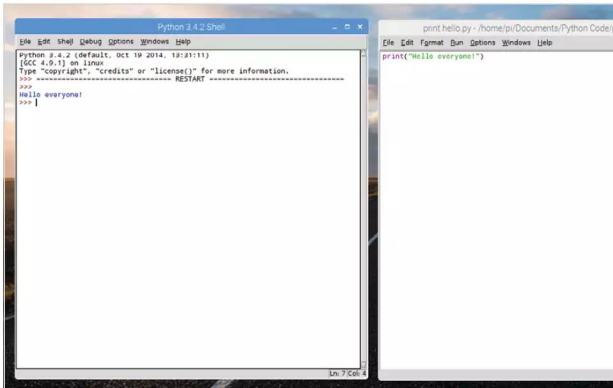 Python 3.4.2 Shell
File Edit Shell Debug Options Windows Help
Python 3.4.2 (default, Oct 19 2014, 13:31:11)
[GCC 4.9.1] on linux
Type "copyright", "credits" or "license()" for more information.
>>> ================================ RESTART ================================
>>>
Hello everyone!
>>>
Ln: 7 Col: 4
print hello.py - /home/pi/Documents/Python Code/
File Edit Format Run Options Windows Help
print("Hello everyone!")